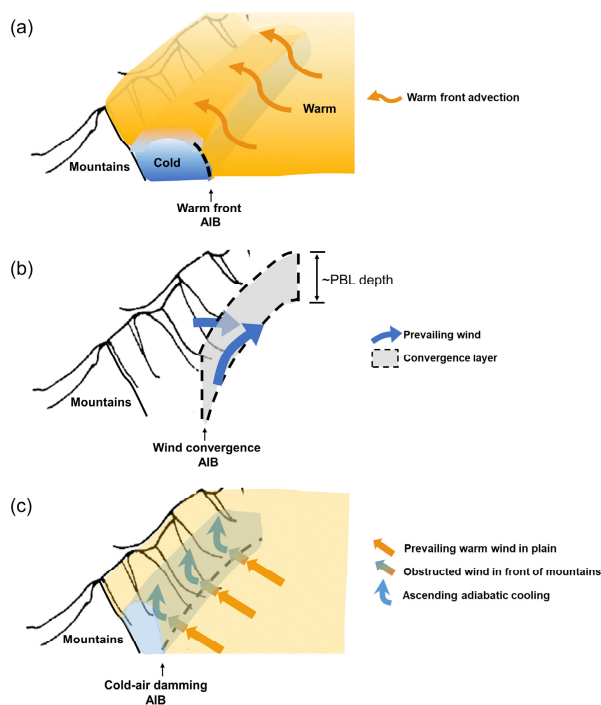 (a)
Warm front advection
Warm
Cold
Mountains
Warm front
AIB
(b)
~PBL depth
Prevailing wind
Convergence layer
Mountains
Wind convergence
AIB
(c)
Prevailing warm wind in plain
Obstructed wind in front of mountains
Ascending adiabatic cooling
Mountains
Cold-air damming
AIB